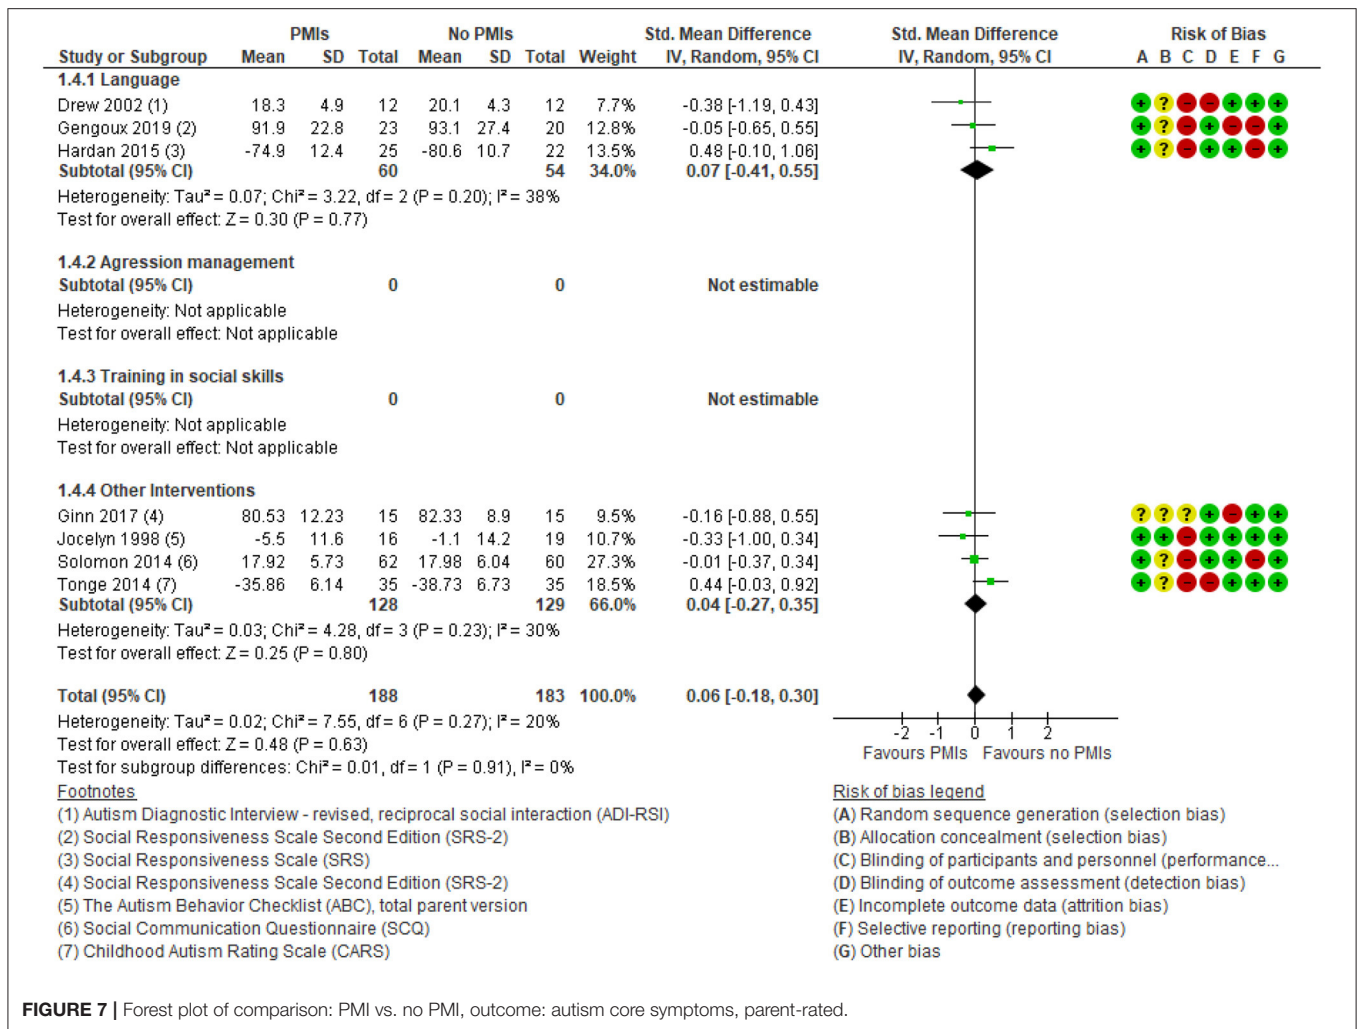 PMIs No PMIs Std. Mean Difference Std. Mean Difference Risk of Bias
Study or Subgroup Mean SD Total Mean SD Total Weight IV, Random, 95% CI IV, Random, 95% CI A B C D E F G
1.4.1 Language
Drew 2002 (1) 18.3 4.9 12 20.1 4.3 12 7.7% -0.38 [-1.19, 0.43] + ? - - + + +
Gengoux 2019 (2) 91.9 22.8 23 93.1 27.4 20 12.8% -0.05 [-0.65, 0.55] + ? - + - - +
Hardan 2015 (3) -74.9 12.4 25 -80.6 10.7 22 13.5% 0.48 [-0.10, 1.06] + ? - + + - +
Subtotal (95% CI) 60 54 34.0% 0.07 [-0.41, 0.55]
Heterogeneity: Tau² = 0.07; Chi² = 3.22, df = 2 (P = 0.20); I² = 38%
Test for overall effect: Z = 0.30 (P = 0.77)
1.4.2 Agression management
Subtotal (95% CI) 0 0 Not estimable
Heterogeneity: Not applicable
Test for overall effect: Not applicable
1.4.3 Training in social skills
Subtotal (95% CI) 0 0 Not estimable
Heterogeneity: Not applicable
Test for overall effect: Not applicable
1.4.4 Other Interventions
Ginn 2017 (4) 80.53 12.23 15 82.33 8.9 15 9.5% -0.16 [-0.88, 0.55] ? ? ? + - + +
Jocelyn 1998 (5) -5.5 11.6 16 -1.1 14.2 19 10.7% -0.33 [-1.00, 0.34] + + - + + + +
Solomon 2014 (6) 17.92 5.73 62 17.98 6.04 60 27.3% -0.01 [-0.37, 0.34] + ? - + + - +
Tonge 2014 (7) -35.86 6.14 35 -38.73 6.73 35 18.5% 0.44 [-0.03, 0.92] + ? - - + + +
Subtotal (95% CI) 128 129 66.0% 0.04 [-0.27, 0.35]
Heterogeneity: Tau² = 0.03; Chi² = 4.28, df = 3 (P = 0.23); I² = 30%
Test for overall effect: Z = 0.25 (P = 0.80)
Total (95% CI) 188 183 100.0% 0.06 [-0.18, 0.30]
Heterogeneity: Tau² = 0.02; Chi² = 7.55, df = 6 (P = 0.27); I² = 20%
Test for overall effect: Z = 0.48 (P = 0.63)
Test for subgroup differences: Chi² = 0.01, df = 1 (P = 0.91), I² = 0%
-2 -1 0 1 2
Favours PMIs Favours no PMIs
Footnotes
(1) Autism Diagnostic Interview - revised, reciprocal social interaction (ADI-RSI)
(2) Social Responsiveness Scale Second Edition (SRS-2)
(3) Social Responsiveness Scale (SRS)
(4) Social Responsiveness Scale Second Edition (SRS-2)
(5) The Autism Behavior Checklist (ABC), total parent version
(6) Social Communication Questionnaire (SCQ)
(7) Childhood Autism Rating Scale (CARS)
Risk of bias legend
(A) Random sequence generation (selection bias)
(B) Allocation concealment (selection bias)
(C) Blinding of participants and personnel (performance...
(D) Blinding of outcome assessment (detection bias)
(E) Incomplete outcome data (attrition bias)
(F) Selective reporting (reporting bias)
(G) Other bias
FIGURE 7 | Forest plot of comparison: PMI vs. no PMI, outcome: autism core symptoms, parent-rated.